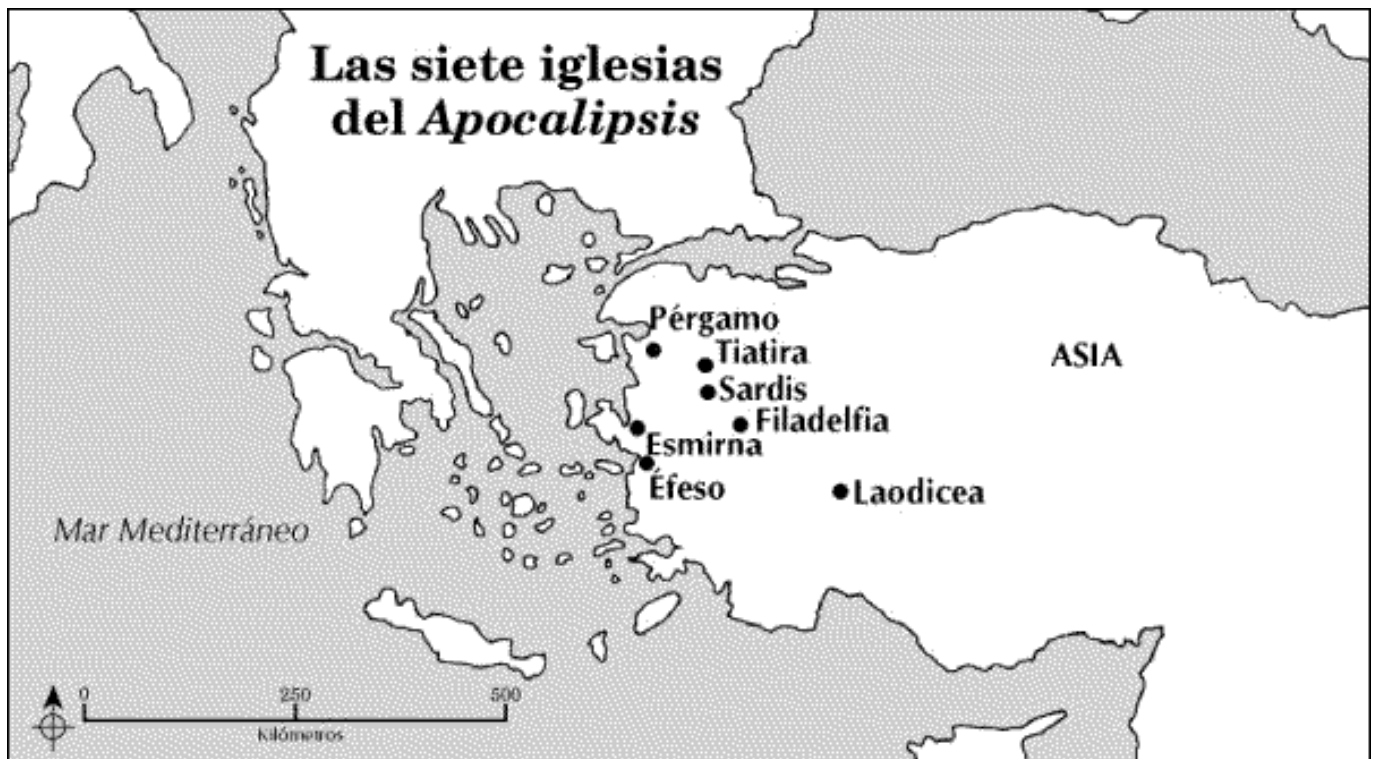 Las siete iglesias
del Apocalipsis
Pérgamo
Tiatira
ASIA
Sardis
Filadelfia
Esmirna
Éfeso
Laodicea
Mar Mediterráneo
0 250 500
Kilómetros